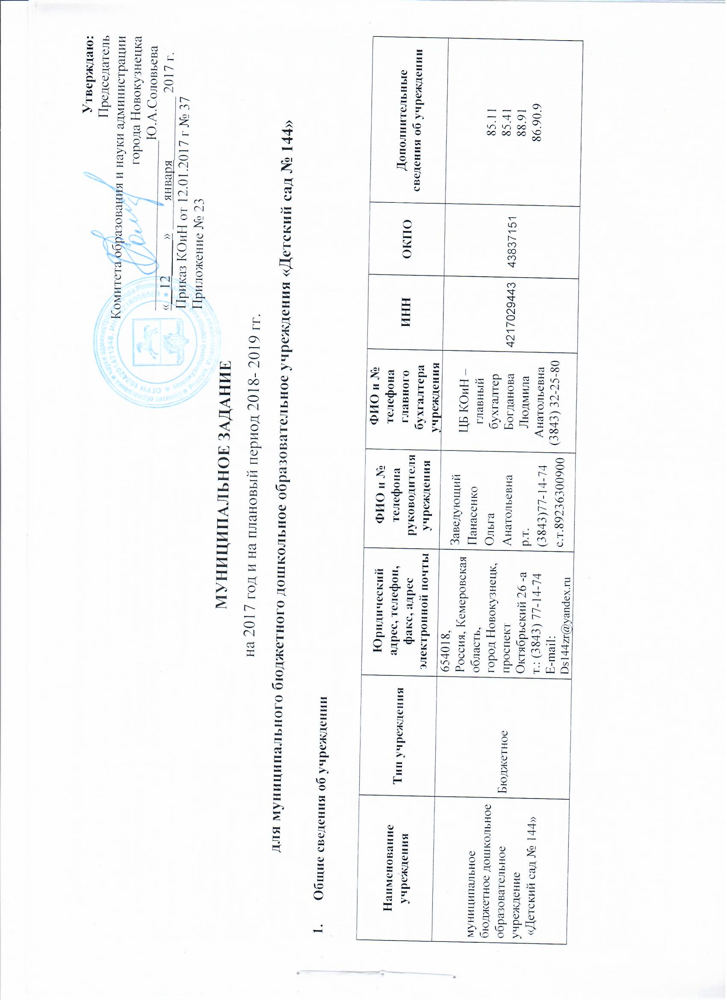 Утверждаю:
Председатель
Комитета образования и науки администрации
города Новокузнецка
Ю.А.Соловьева
« 12 » января 2017 г.
Приказ КОиН от 12.01.2017 г № 37
Приложение № 23
МУНИЦИПАЛЬНОЕ ЗАДАНИЕ
на 2017 год и на плановый период 2018- 2019 гг.
для муниципального бюджетного дошкольное образовательное учреждения «Детский сад № 144»
1. Общие сведения об учреждении
Наименование
учреждения
Тип учреждения
Юридический
адрес, телефон,
факс, адрес
электронной почты
ФИО и №
телефона
руководителя
учреждения
ФИО и №
телефона
главного
бухгалтера
учреждения
ИНН
ОКПО
Дополнительные
сведения об учреждении
муниципальное
бюджетное дошкольное
образовательное
учреждение
«Детский сад № 144»
Бюджетное
654018,
Россия, Кемеровская
область,
город Новокузнецк,
проспект
Октябрьский 26 -а
т.: (3843) 77-14-74
E-mail:
Ds144zr@yandex.ru
Заведующий
Панасенко
Ольга
Анатольевна
р.т.
(3843)77-14-74
с.т.89236300900
ЦБ КОиН –
главный
бухгалтер
Богданова
Людмила
Анатольевна
(3843) 32-25-80
4217029443
43837151
85.11
85.41
88.91
86.90.9